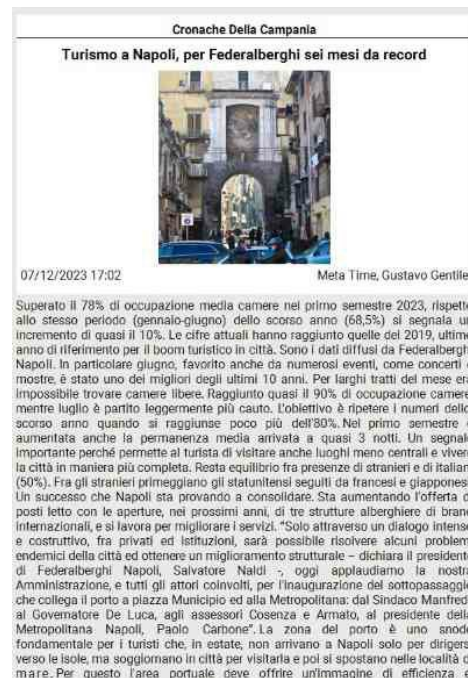 Cronache Della Campania
Turismo a Napoli, per Federalberghi sei mesi da record
07/12/2023 17:02 Meta Time, Gustavo Gentile
Superato il 78% di occupazione media camere nel primo semestre 2023, rispetto
allo stesso periodo (gennaio-giugno) dello scorso anno (68,5%) si segnala un
incremento di quasi il 10%. Le cifre attuali hanno raggiunto quelle del 2019, ultimo
anno di riferimento per il boom turistico in città. Sono i dati diffusi da Federalberghi
Napoli. In particolare giugno, favorito anche da numerosi eventi, come concerti e
mostre, è stato uno dei migliori degli ultimi 10 anni. Per larghi tratti del mese era
impossibile trovare camere libere. Raggiunto quasi il 90% di occupazione camere,
mentre luglio è partito leggermente più cauto. L'obiettivo è ripetere i numeri dello
scorso anno quando si raggiunse poco più dell'80%. Nel primo semestre è
aumentata anche la permanenza media arrivata a quasi 3 notti. Un segnale
importante perché permette al turista di visitare anche luoghi meno centrali e vivere
la città in maniera più completa. Resta equilibrio fra presenze di stranieri e di italiani
(50%). Fra gli stranieri primeggiano gli statunitensi seguiti da francesi e giapponesi.
Un successo che Napoli sta provando a consolidare. Sta aumentando l'offerta di
posti letto con le aperture, nei prossimi anni, di tre strutture alberghiere di brand
internazionali, e si lavora per migliorare i servizi. "Solo attraverso un dialogo intenso
e costruttivo, fra privati ed istituzioni, sarà possibile risolvere alcuni problemi
endemici della città ed ottenere un miglioramento strutturale – dichiara il presidente
di Federalberghi Napoli, Salvatore Naldi -, oggi applaudiamo la nostra
Amministrazione, e tutti gli attori coinvolti, per l'inaugurazione del sottopassaggio
che collega il porto a piazza Municipio ed alla Metropolitana: dal Sindaco Manfredi,
al Governatore De Luca, agli assessori Cosenza e Armato, al presidente della
Metropolitana Napoli, Paolo Carbone". La zona del porto è uno snodo
fondamentale per i turisti che, in estate, non arrivano a Napoli solo per dirigersi
verso le isole, ma soggiornano in città per visitarla e poi si spostano nelle località di
mare. Per questo l'area portuale deve offrire un'immagine di efficienza e